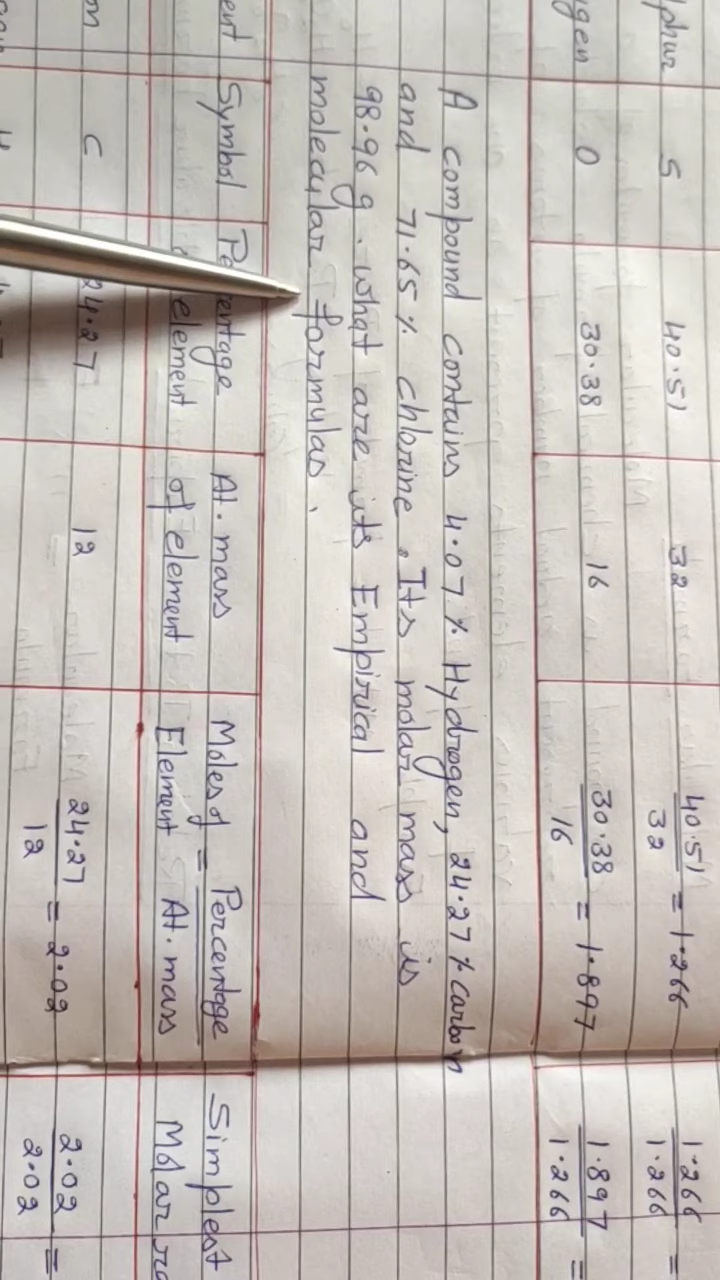 phur S 40.51 32 40.51/32 = 1.266 1.266/1.266 =
gen O 30.38 16 30.38/16 = 1.897 1.897/1.266 =
A compound contains 4.07 % Hydrogen, 24.27 % carbon
and 71.65 % chlorine. Its molar mass is
98.96 g. what are its Empirical and
molecular formulas.
ent Symbol Percentage At. mass Moles of = Percentage Simplest
element of element Element At. mass Molar
n C 24.27 12 24.27/12 = 2.02 2.02/2.02 =